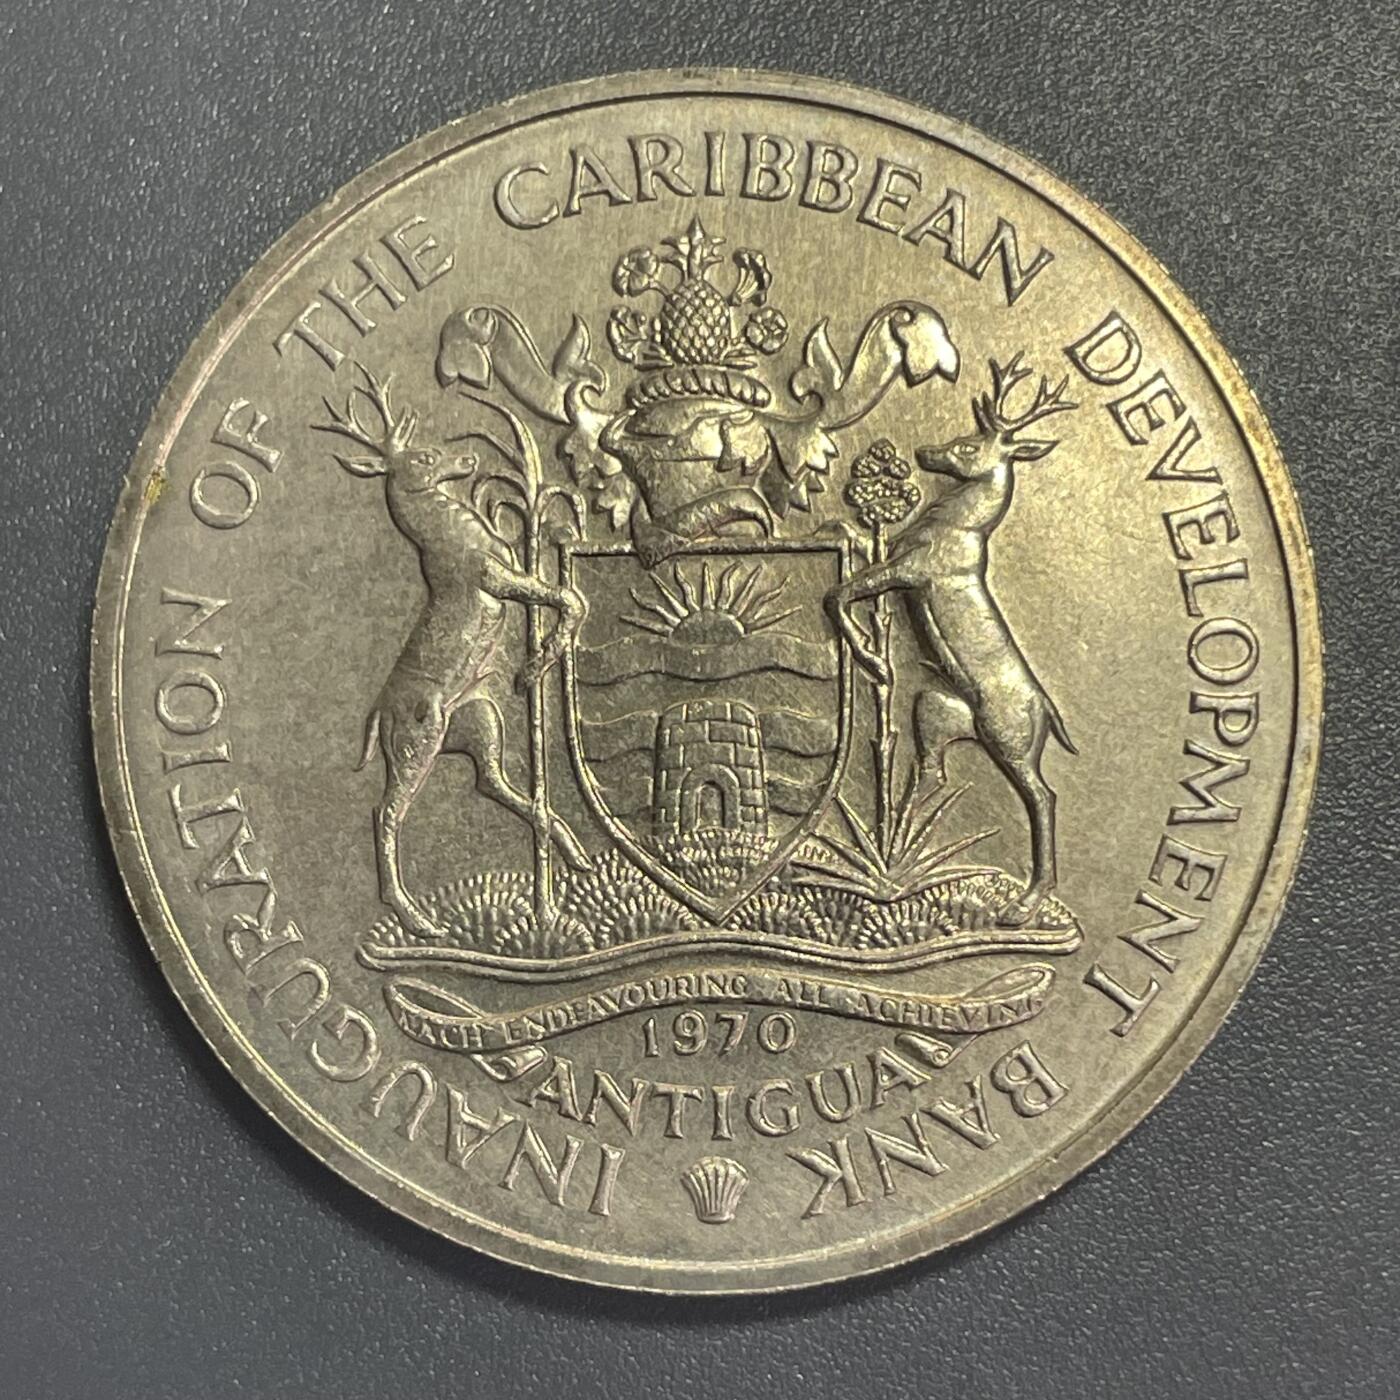 INAUGURATION OF THE CARIBBEAN DEVELOPMENT BANK
EACH ENDEAVOURING ALL ACHIEVING
1970
ANTIGUA